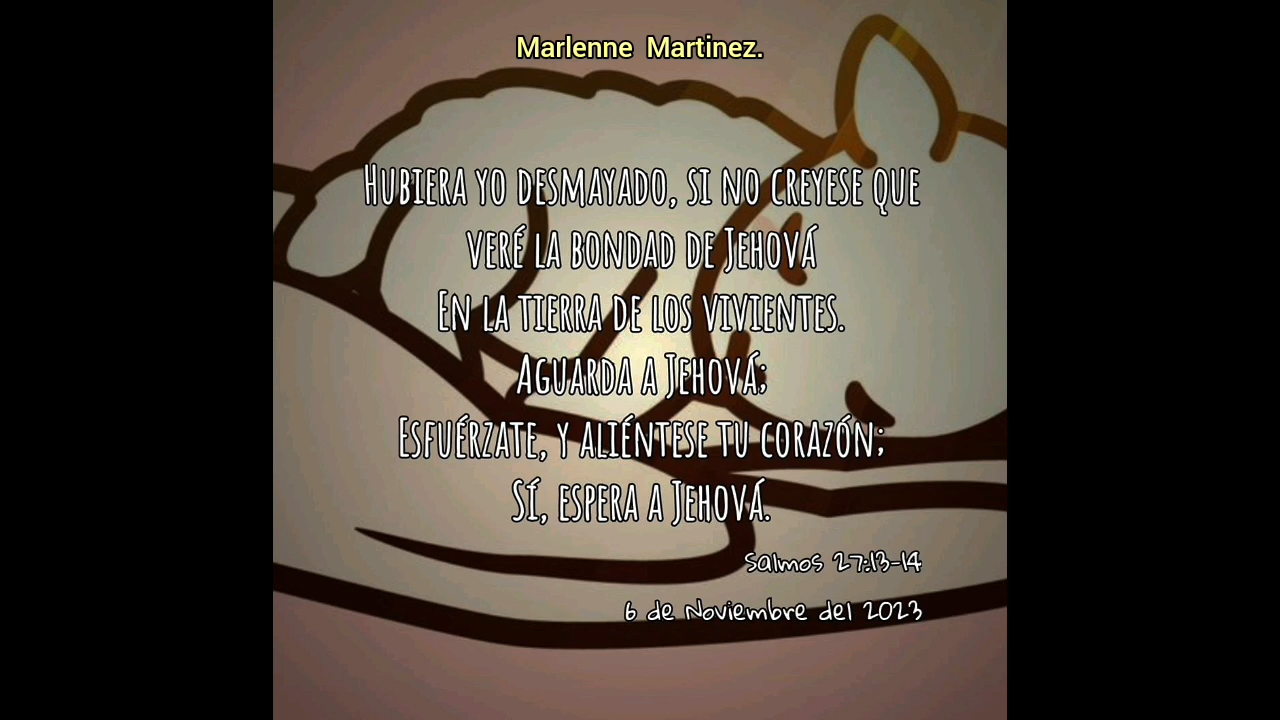 Marlenne Martinez.
Hubiera yo desmayado, si no creyese que
veré la bondad de Jehová
En la tierra de los vivientes.
Aguarda a Jehová;
Esfuérzate, y aliéntese tu corazón;
Sí, espera a Jehová.
Salmos 27:13-14
6 de Noviembre del 2023